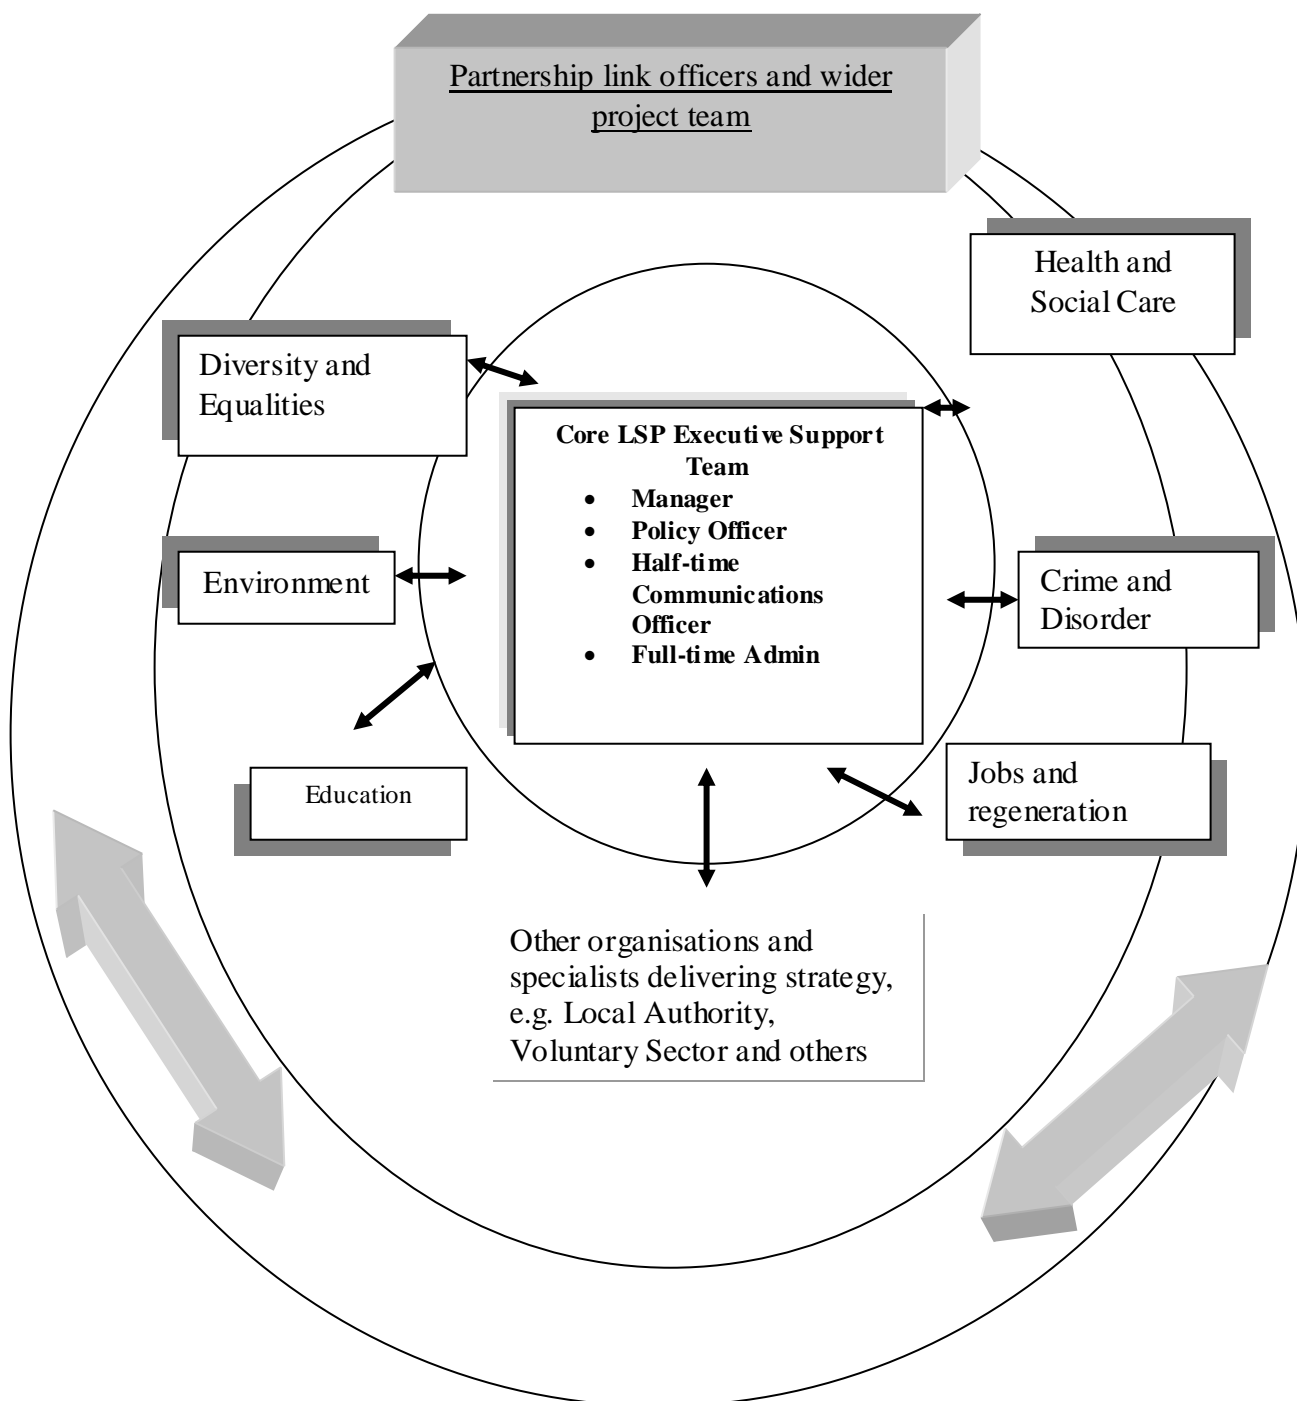 Partnership link officers and wider
project team
Health and
Social Care
Diversity and
Equalities
Core LSP Executive Support
Team
• Manager
• Policy Officer
• Half-time
Communications
Officer
• Full-time Admin
Environment
Crime and
Disorder
Education
Jobs and
regeneration
Other organisations and
specialists delivering strategy,
e.g. Local Authority,
Voluntary Sector and others